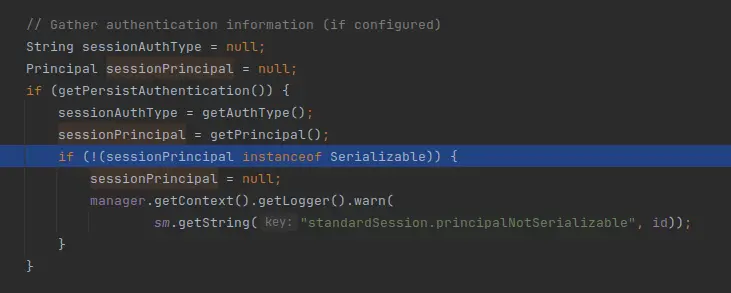 // Gather authentication information (if configured)
String sessionAuthType = null;
Principal sessionPrincipal = null;
if (getPersistAuthentication()) {
sessionAuthType = getAuthType();
sessionPrincipal = getPrincipal();
if (!(sessionPrincipal instanceof Serializable)) {
sessionPrincipal = null;
manager.getContext().getLogger().warn(
sm.getString( key: "standardSession.principalNotSerializable", id));
}
}